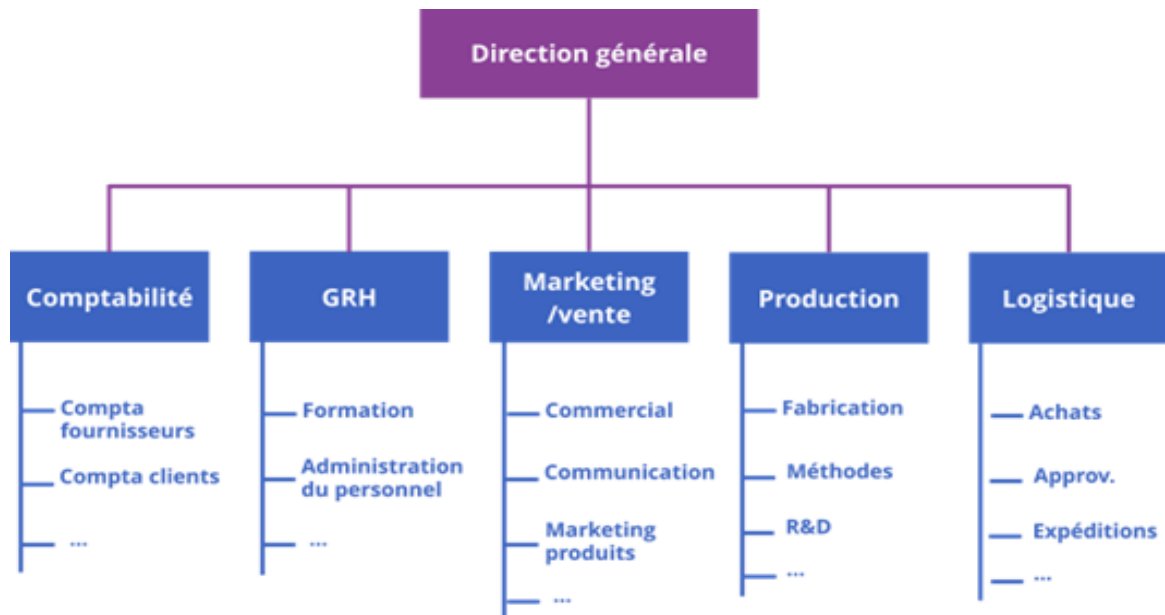 Direction générale
Comptabilité
GRH
Marketing
/vente
Production
Logistique
Compta
fournisseurs
Compta clients
...
Formation
Administration
du personnel
...
Commercial
Communication
Marketing
produits
...
Fabrication
Méthodes
R&D
...
Achats
Approv.
Expéditions
...